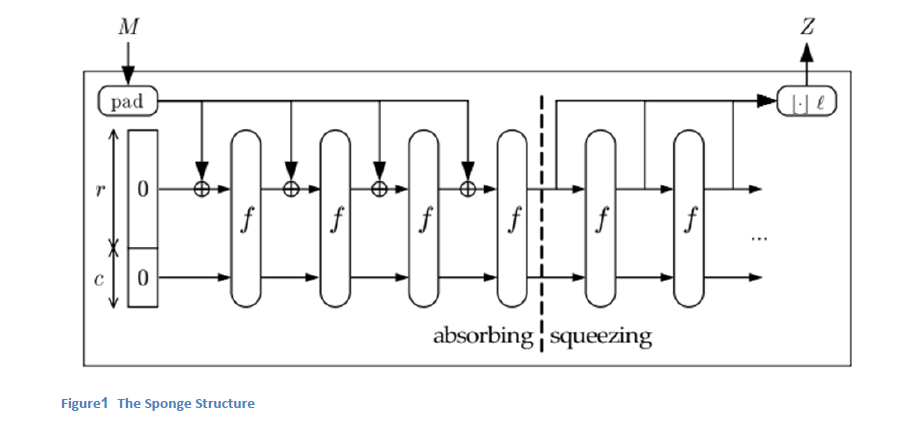 M
Z
pad
⌊·⌋ ℓ
r
0
f
f
f
f
f
f
c
0
...
absorbing squeezing
Figure1 The Sponge Structure